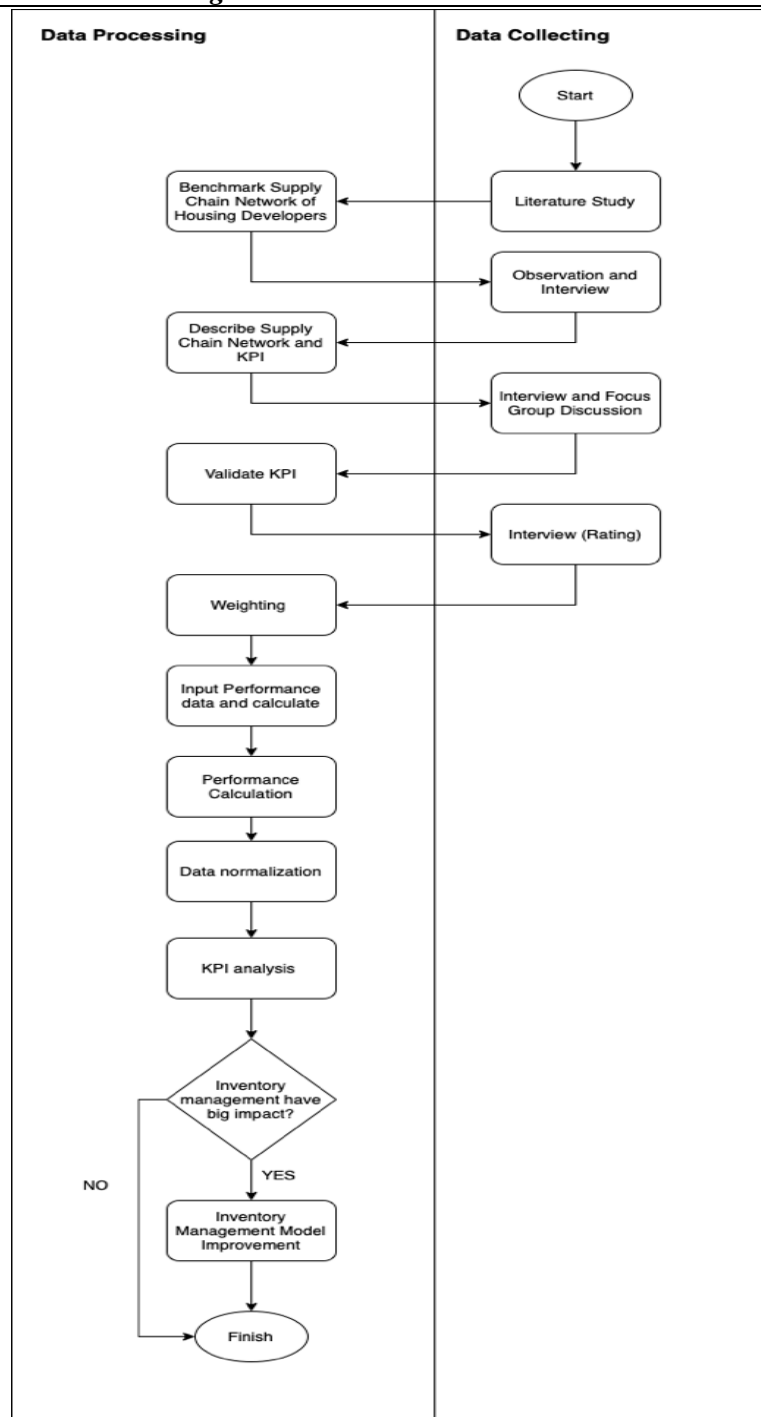 Data Processing
Data Collecting
Start
Literature Study
Benchmark Supply
Chain Network of
Housing Developers
Observation and
Interview
Describe Supply
Chain Network and
KPI
Interview and Focus
Group Discussion
Validate KPI
Interview (Rating)
Weighting
Input Performance
data and calculate
Performance
Calculation
Data normalization
KPI analysis
Inventory
management have
big impact?
NO
YES
Inventory
Management Model
Improvement
Finish